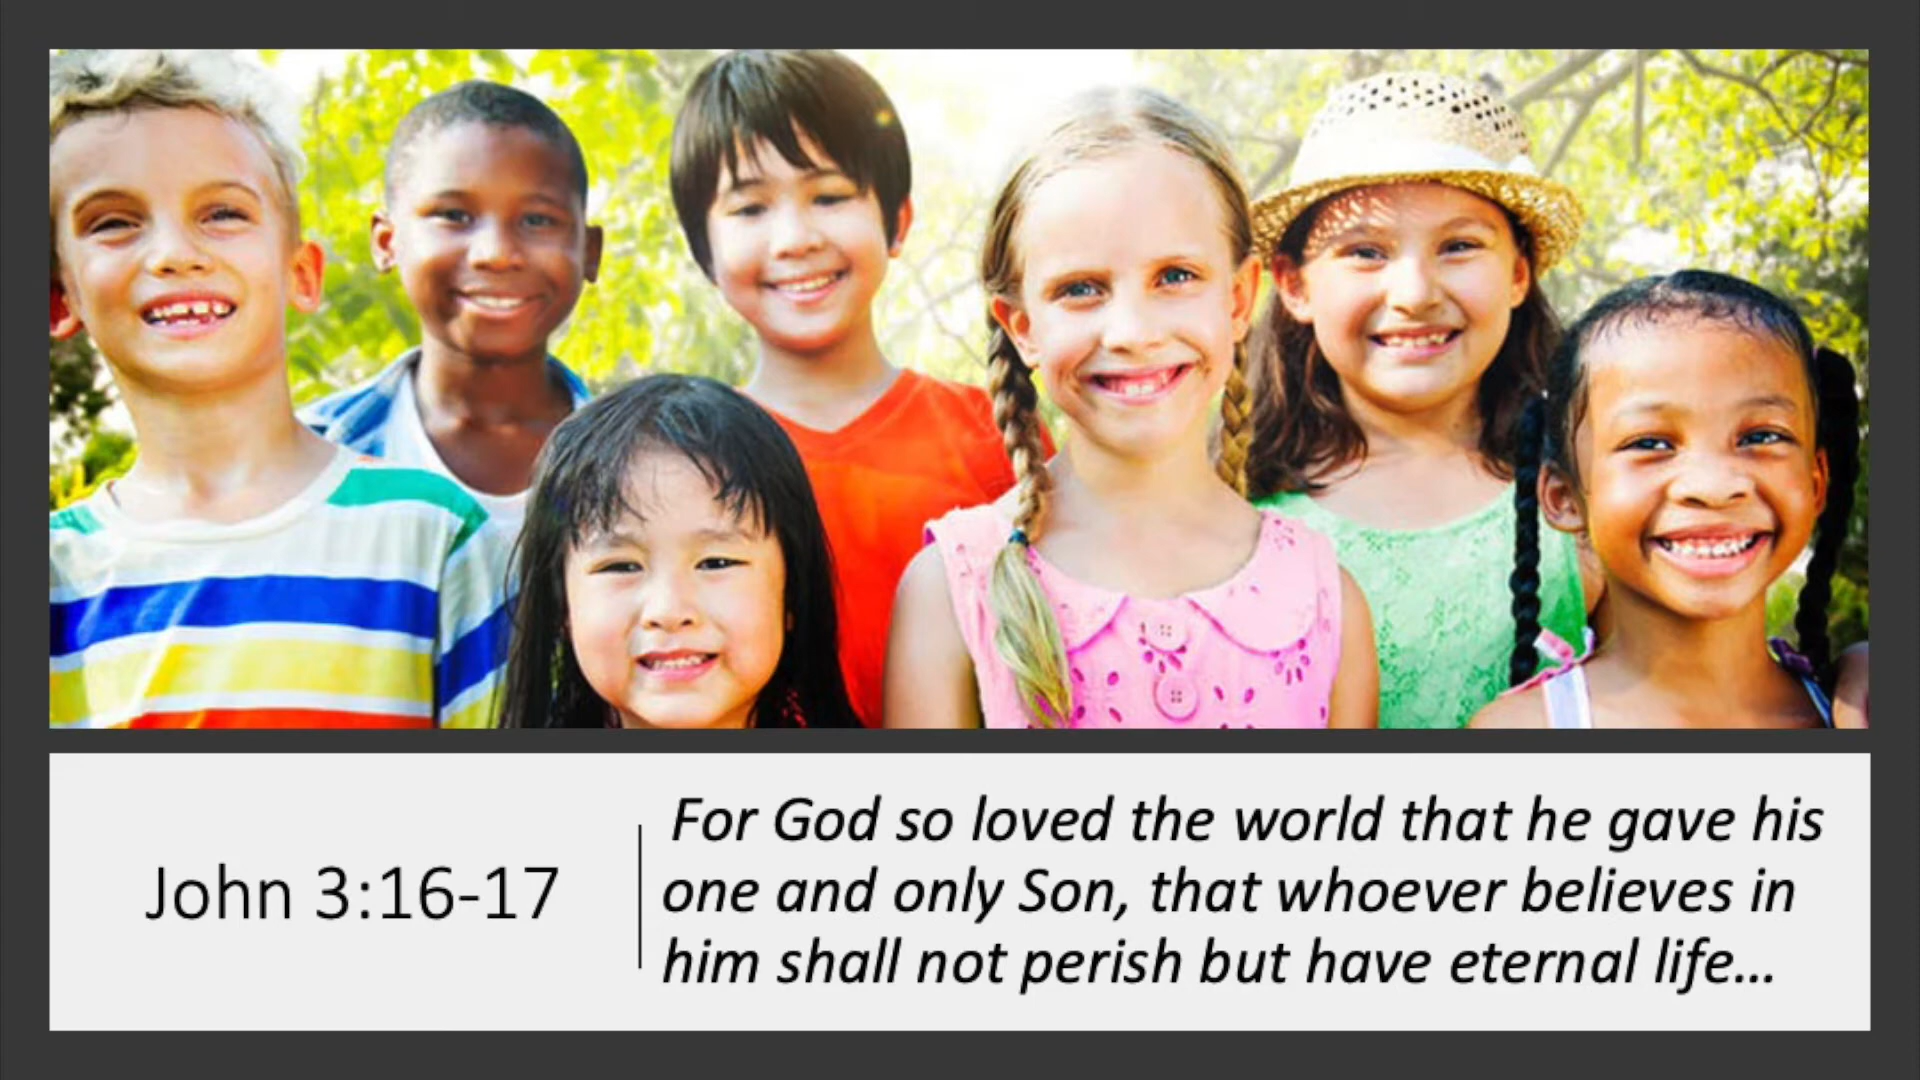 John 3:16-17
For God so loved the world that he gave his
one and only Son, that whoever believes in
him shall not perish but have eternal life…